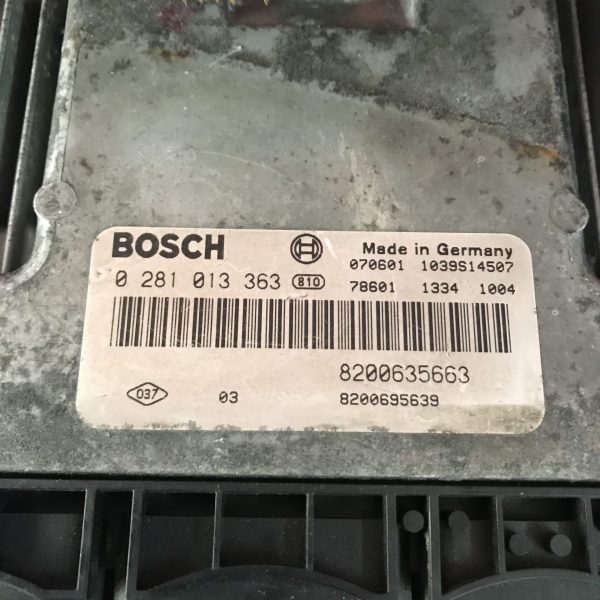 BOSCH
Made in Germany
070601 1039S14507
0 281 013 363 810
78601 1334 1004
8200635663
037 03
8200695639